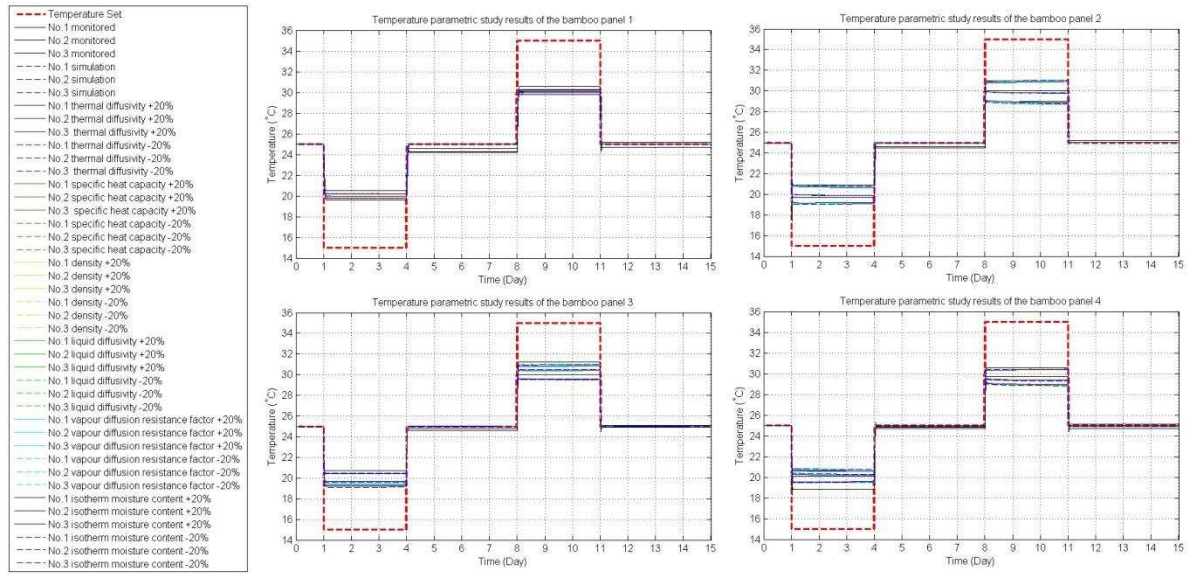 Temperature Set
No.1 monitored
No.2 monitored
No.3 monitored
No.1 simulation
No.2 simulation
No.3 simulation
No.1 thermal diffusivity +20%
No.2 thermal diffusivity +20%
No.3 thermal diffusivity +20%
No.1 thermal diffusivity -20%
No.2 thermal diffusivity -20%
No.3 thermal diffusivity -20%
No.1 specific heat capacity +20%
No.2 specific heat capacity +20%
No.3 specific heat capacity +20%
No.1 specific heat capacity -20%
No.2 specific heat capacity -20%
No.3 specific heat capacity -20%
No.1 density +20%
No.2 density +20%
No.3 density +20%
No.1 density -20%
No.2 density -20%
No.3 density -20%
No.1 liquid diffusivity +20%
No.2 liquid diffusivity +20%
No.3 liquid diffusivity +20%
No.1 liquid diffusivity -20%
No.2 liquid diffusivity -20%
No.3 liquid diffusivity -20%
No.1 vapour diffusion resistance factor +20%
No.2 vapour diffusion resistance factor +20%
No.3 vapour diffusion resistance factor +20%
No.1 vapour diffusion resistance factor -20%
No.2 vapour diffusion resistance factor -20%
No.3 vapour diffusion resistance factor -20%
No.1 isotherm moisture content +20%
No.2 isotherm moisture content +20%
No.3 isotherm moisture content +20%
No.1 isotherm moisture content -20%
No.2 isotherm moisture content -20%
No.3 isotherm moisture content -20%
Temperature parametric study results of the bamboo panel 1
Temperature (°C)
36
34
32
30
28
26
24
22
20
18
16
14
0 1 2 3 4 5 6 7 8 9 10 11 12 13 14 15
Time (Day)
Temperature parametric study results of the bamboo panel 2
Temperature (°C)
36
34
32
30
28
26
24
22
20
18
16
14
0 1 2 3 4 5 6 7 8 9 10 11 12 13 14 15
Time (Day)
Temperature parametric study results of the bamboo panel 3
Temperature (°C)
36
34
32
30
28
26
24
22
20
18
16
14
0 1 2 3 4 5 6 7 8 9 10 11 12 13 14 15
Time (Day)
Temperature parametric study results of the bamboo panel 4
Temperature (°C)
36
34
32
30
28
26
24
22
20
18
16
14
0 1 2 3 4 5 6 7 8 9 10 11 12 13 14 15
Time (Day)